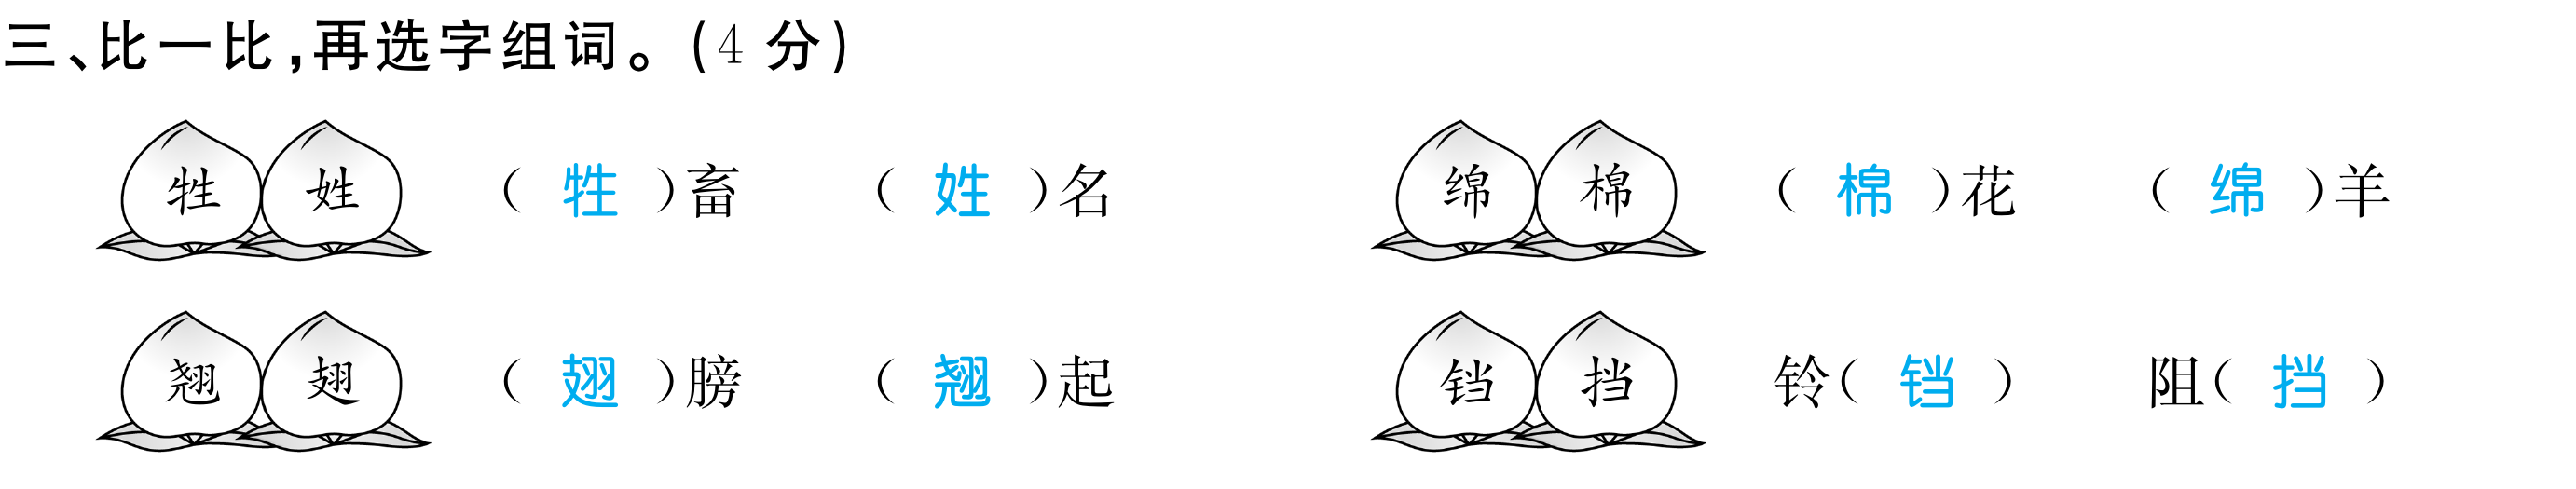 三、比一比,再选字组词。(4 分)
牲 姓 ( 牲 )畜 ( 姓 )名 绵 棉 ( 棉 )花 ( 绵 )羊
翘 翅 ( 翅 )膀 ( 翘 )起 铛 挡 铃( 铛 ) 阻( 挡 )